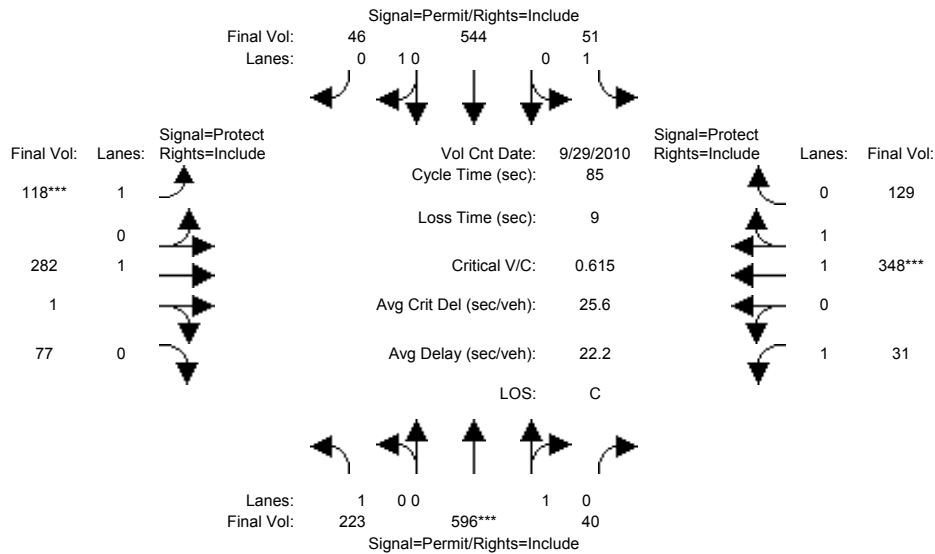 Signal=Permit/Rights=Include
Final Vol: 46 544 51
Lanes: 0 1 0 0 1
Signal=Protect Signal=Protect
Final Vol: Lanes: Rights=Include Vol Cnt Date: 9/29/2010 Rights=Include Lanes: Final Vol:
Cycle Time (sec): 85
118*** 1 0 129
Loss Time (sec): 9
0 1
282 1 Critical V/C: 0.615 1 348***
1 Avg Crit Del (sec/veh): 25.6 0
77 0 Avg Delay (sec/veh): 22.2 1 31
LOS: C
Lanes: 1 0 0 1 0
Final Vol: 223 596*** 40
Signal=Permit/Rights=Include